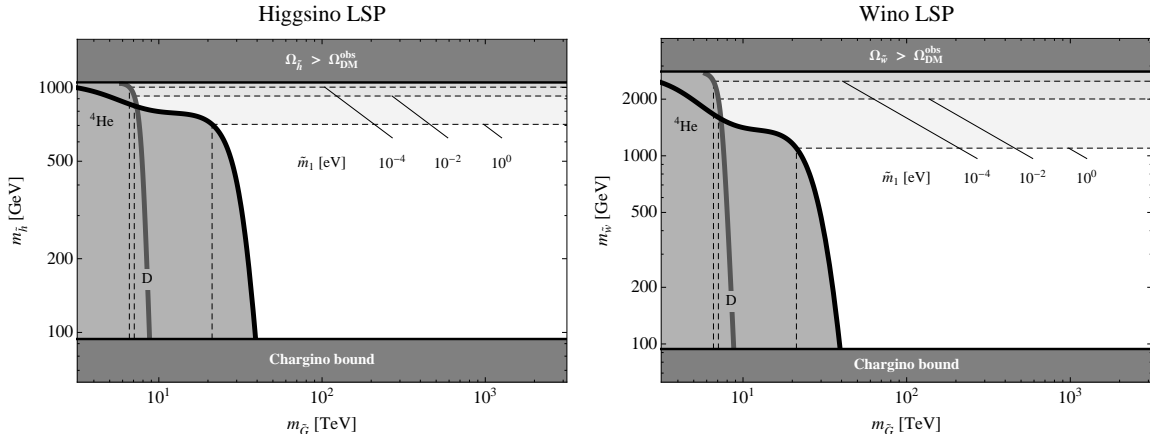 Higgsino LSP
Ω_h̃ > Ω_DM^obs
1000
500
200
100
m_h̃ [GeV]
⁴He
D
m̃₁ [eV] 10⁻⁴ 10⁻² 10⁰
Chargino bound
10¹ 10² 10³
m_G̃ [TeV]
Wino LSP
Ω_w̃ > Ω_DM^obs
2000
1000
500
200
100
m_w̃ [GeV]
⁴He
D
m̃₁ [eV] 10⁻⁴ 10⁻² 10⁰
Chargino bound
10¹ 10² 10³
m_G̃ [TeV]